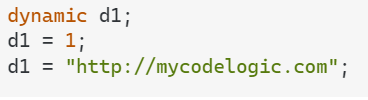 dynamic d1;
d1 = 1;
d1 = "http://mycodelogic.com";